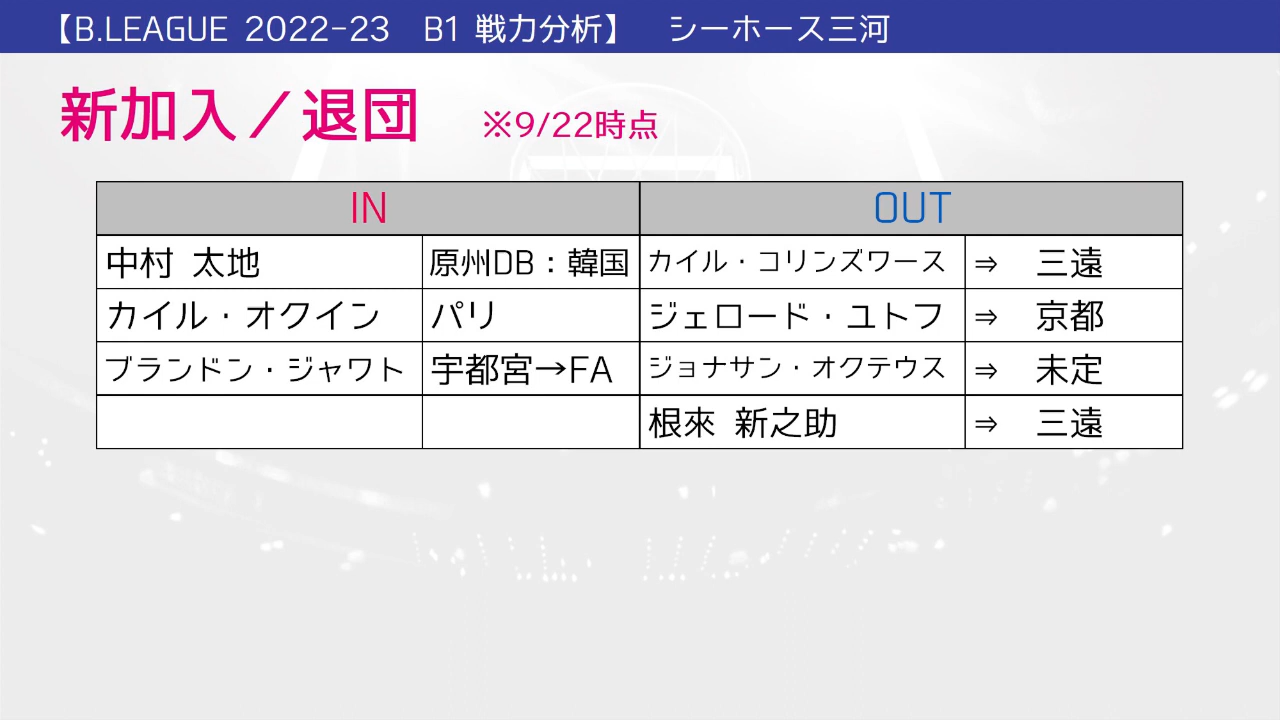 【B.LEAGUE 2022-23　B1 戦力分析】　シーホース三河
新加入／退団　※9/22時点
IN OUT
中村 太地 原州DB：韓国 カイル・コリンズワース ⇒ 三遠
カイル・オクイン パリ ジェロード・ユトフ ⇒ 京都
ブランドン・ジャワト 宇都宮→FA ジョナサン・オクテウス ⇒ 未定
根來 新之助 ⇒ 三遠